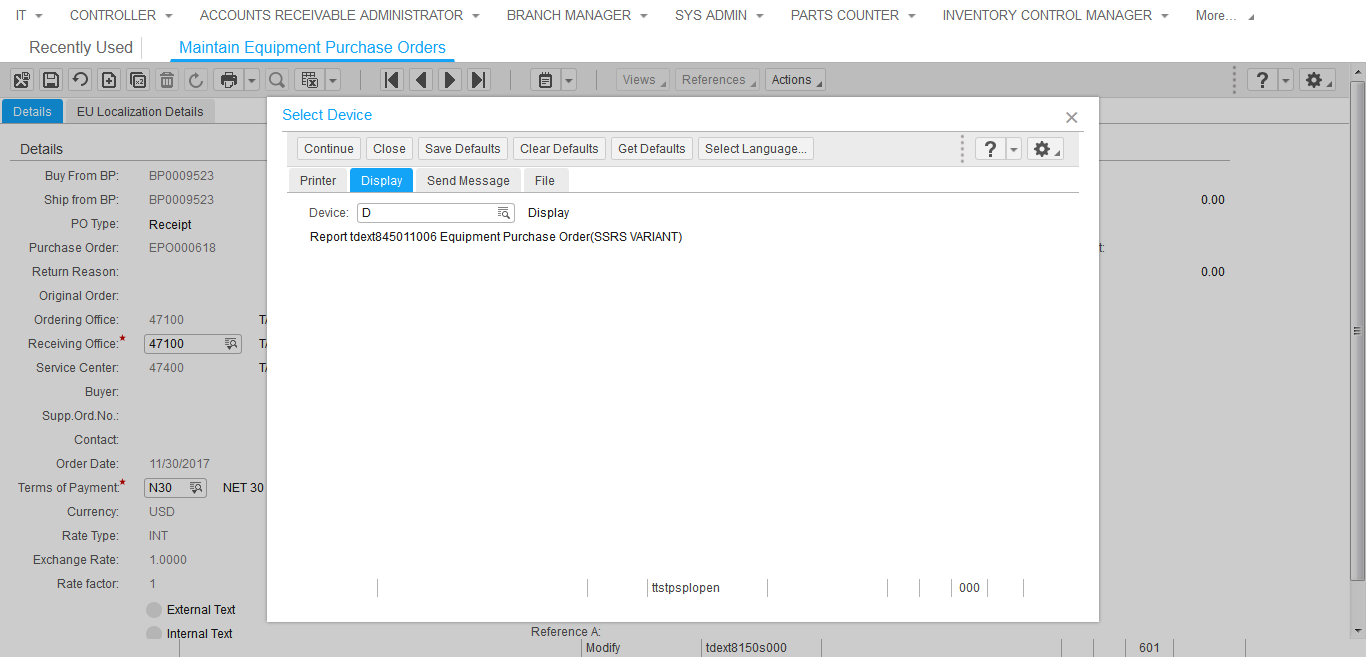 IT CONTROLLER ACCOUNTS RECEIVABLE ADMINISTRATOR BRANCH MANAGER SYS ADMIN PARTS COUNTER INVENTORY CONTROL MANAGER More...
Recently Used Maintain Equipment Purchase Orders
Views References Actions ?
Details EU Localization Details
Select Device
Continue Close Save Defaults Clear Defaults Get Defaults Select Language... ?
Printer Display Send Message File
Device: D Display
Report tdext845011006 Equipment Purchase Order(SSRS VARIANT)
ttstpsplopen 000
Details
Buy From BP: BP0009523
Ship from BP: BP0009523 0.00
PO Type: Receipt
Purchase Order: EPO000618 t:
Return Reason: 0.00
Original Order:
Ordering Office: 47100
Receiving Office:* 47100
Service Center: 47400
Buyer:
Supp.Ord.No.:
Contact:
Order Date: 11/30/2017
Terms of Payment:* N30 NET 30
Currency: USD
Rate Type: INT
Exchange Rate: 1.0000
Rate factor: 1
External Text
Internal Text Reference A:
Modify tdext8150s000 601